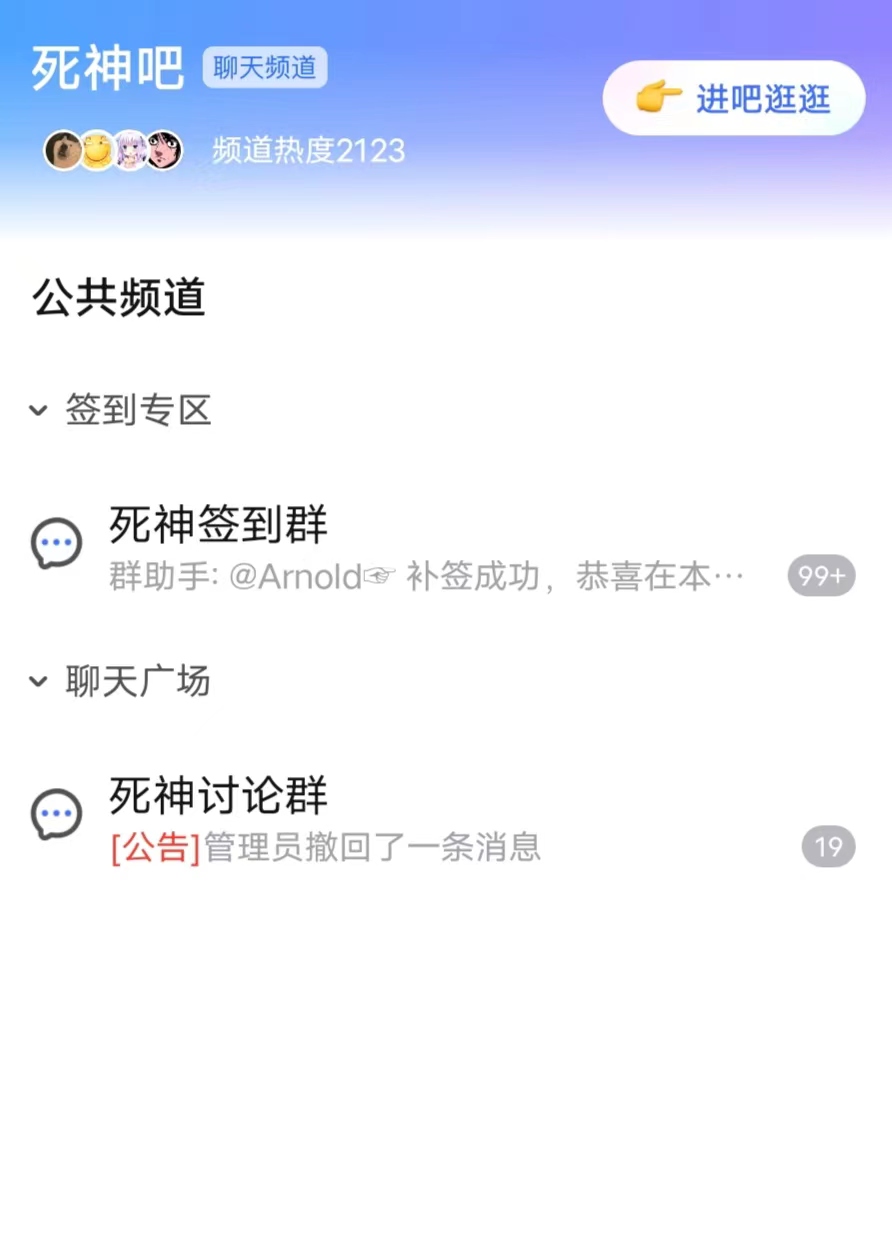 死神吧 聊天频道
👉 进吧逛逛
频道热度2123
公共频道
签到专区
死神签到群
群助手: @Arnold☞ 补签成功，恭喜在本…
99+
聊天广场
死神讨论群
[公告]管理员撤回了一条消息
19